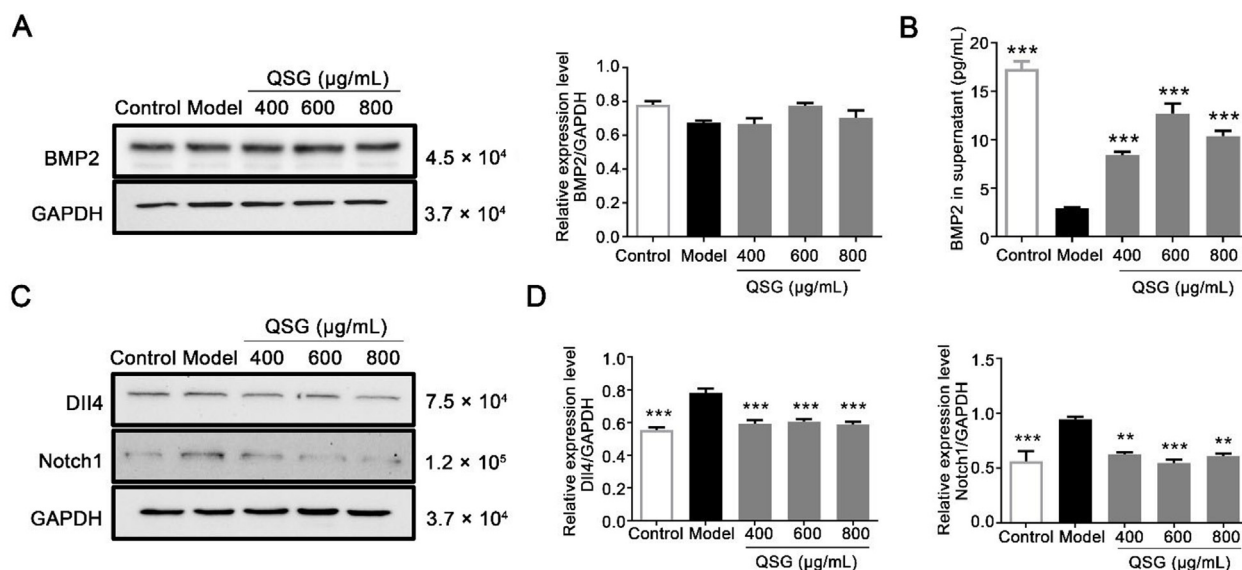 A
QSG (µg/mL)
Control Model 400 600 800
BMP2
4.5 × 10⁴
GAPDH
3.7 × 10⁴
Relative expression level
BMP2/GAPDH
1.0
0.8
0.6
0.4
0.2
0.0
Control Model 400 600 800
QSG (µg/mL)
B
BMP2 in supernatant (pg/mL)
20
15
10
5
0
*** *** *** ***
Control Model 400 600 800
QSG (µg/mL)
C
QSG (µg/mL)
Control Model 400 600 800
Dll4
7.5 × 10⁴
Notch1
1.2 × 10⁵
GAPDH
3.7 × 10⁴
D
Relative expression level
Dll4/GAPDH
1.0
0.8
0.6
0.4
0.2
0.0
*** *** *** ***
Control Model 400 600 800
QSG (µg/mL)
Relative expression level
Notch1/GAPDH
1.5
1.0
0.5
0.0
*** ** *** **
Control Model 400 600 800
QSG (µg/mL)